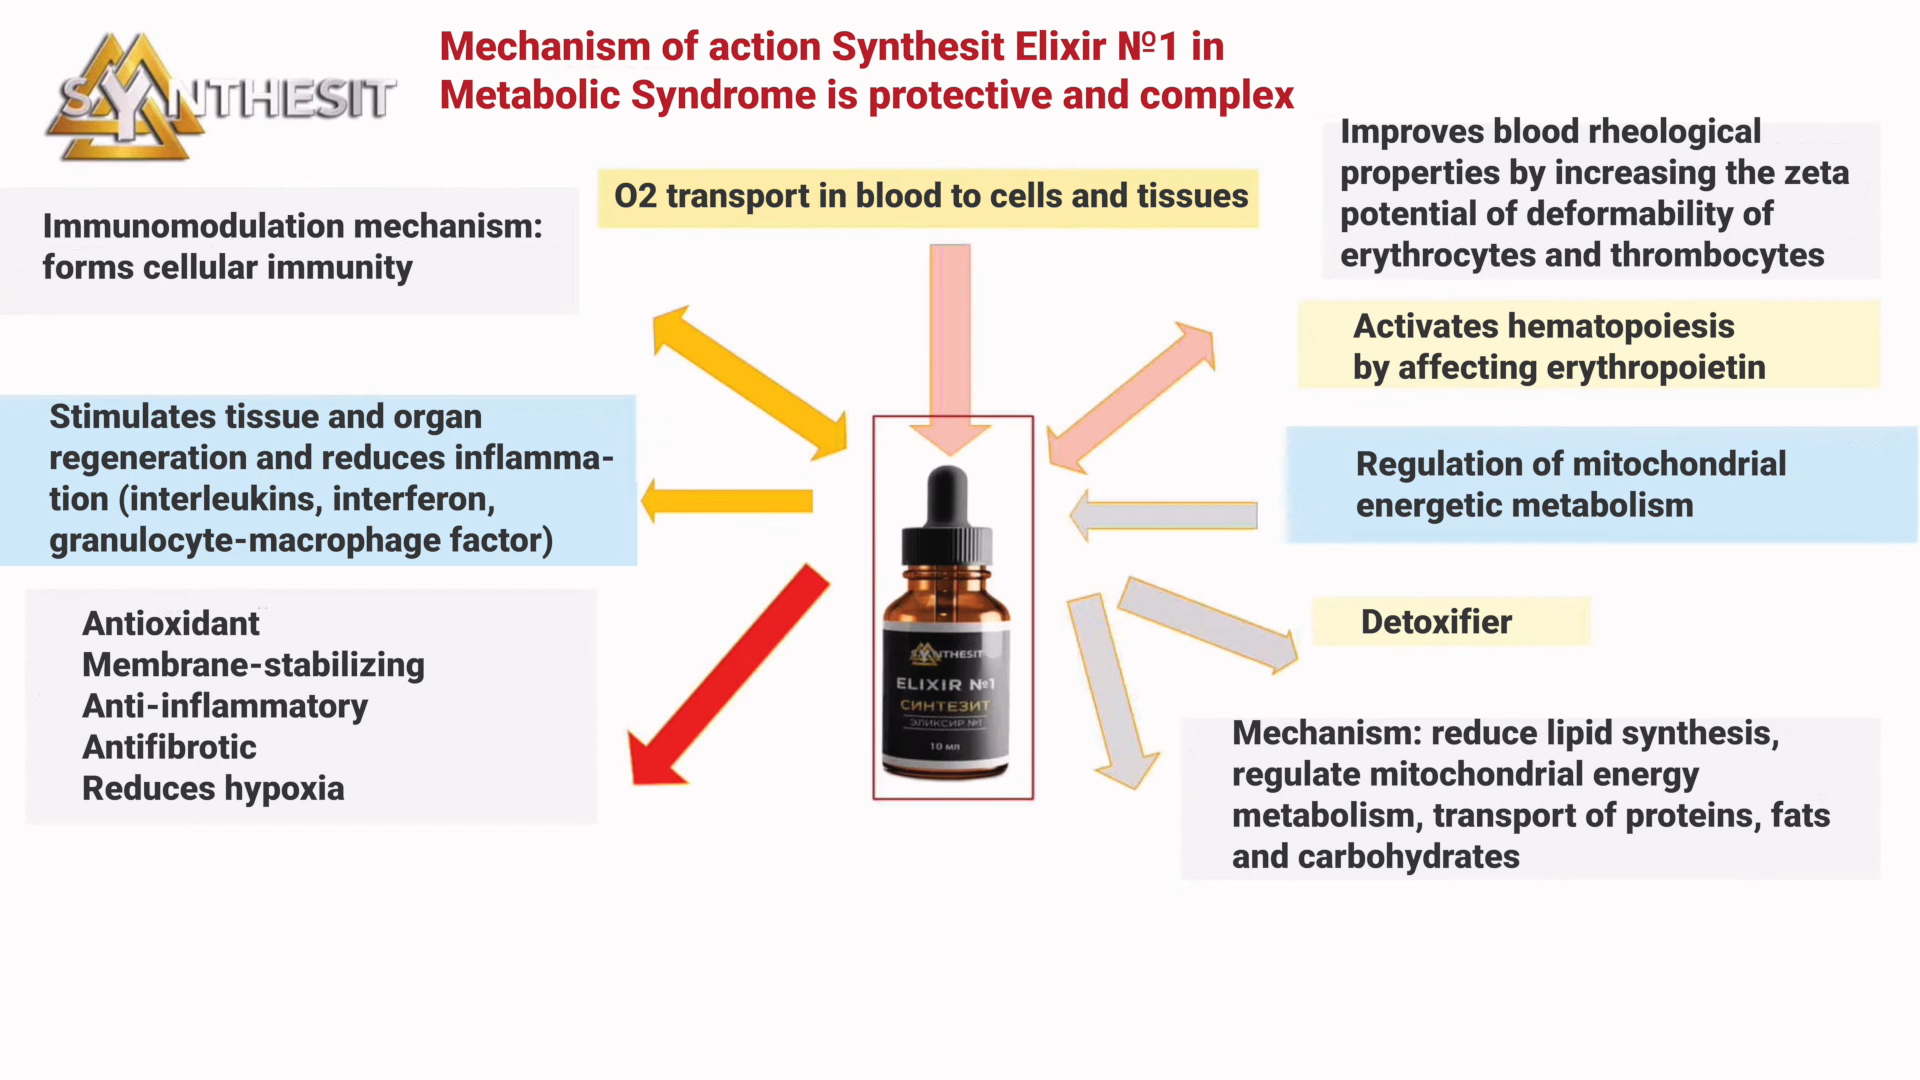 SYNTHESIT
Mechanism of action Synthesit Elixir №1 in
Metabolic Syndrome is protective and complex
Immunomodulation mechanism:
forms cellular immunity
O2 transport in blood to cells and tissues
Improves blood rheological
properties by increasing the zeta
potential of deformability of
erythrocytes and thrombocytes
Activates hematopoiesis
by affecting erythropoietin
Stimulates tissue and organ
regeneration and reduces inflamma-
tion (interleukins, interferon,
granulocyte-macrophage factor)
Regulation of mitochondrial
energetic metabolism
Antioxidant
Membrane-stabilizing
Anti-inflammatory
Antifibrotic
Reduces hypoxia
SYNTHESIT
ELIXIR №1
СИНТЕЗИТ
ЭЛИКСИР №1
10 мл
Detoxifier
Mechanism: reduce lipid synthesis,
regulate mitochondrial energy
metabolism, transport of proteins, fats
and carbohydrates